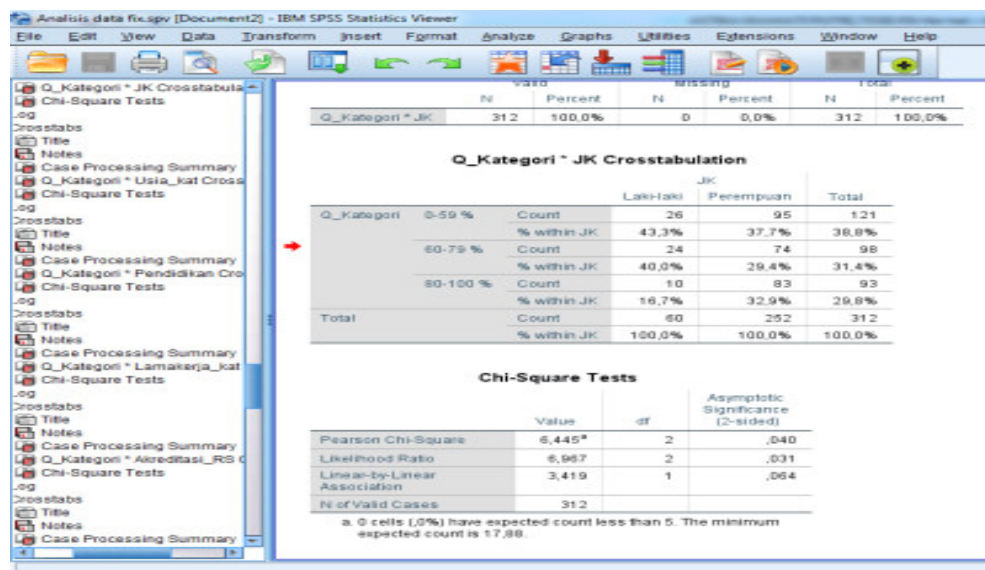 Analisis data fix.spv [Document2] - IBM SPSS Statistics Viewer
File Edit View Data Transform Insert Format Analyze Graphs Utilities Extensions Window Help
Q_Kategori * JK Crosstabula
Chi-Square Tests
.og
Crosstabs
Title
Notes
Case Processing Summary
Q_Kategori * Usia_kat Cross
Chi-Square Tests
.og
Crosstabs
Title
Notes
Case Processing Summary
Q_Kategori * Pendidikan Cro
Chi-Square Tests
.og
Crosstabs
Title
Notes
Case Processing Summary
Q_Kategori * Lamakerja_kat
Chi-Square Tests
.og
Crosstabs
Title
Notes
Case Processing Summary
Q_Kategori * Akreditasi_RS C
Chi-Square Tests
.og
Crosstabs
Title
Notes
Case Processing Summary
Valid Missing Total
N Percent N Percent N Percent
Q_Kategori * JK 312 100,0% 0 0,0% 312 100,0%
Q_Kategori * JK Crosstabulation
JK
Laki-laki Perempuan Total
Q_Kategori 0-59 % Count 26 95 121
% within JK 43,3% 37,7% 38,8%
60-79 % Count 24 74 98
% within JK 40,0% 29,4% 31,4%
80-100 % Count 10 83 93
% within JK 16,7% 32,9% 29,8%
Total Count 60 252 312
% within JK 100,0% 100,0% 100,0%
Chi-Square Tests
Value df Asymptotic Significance (2-sided)
Pearson Chi-Square 6,445ª 2 ,040
Likelihood Ratio 6,967 2 ,031
Linear-by-Linear Association 3,419 1 ,064
N of Valid Cases 312
a. 0 cells (,0%) have expected count less than 5. The minimum
expected count is 17,88.